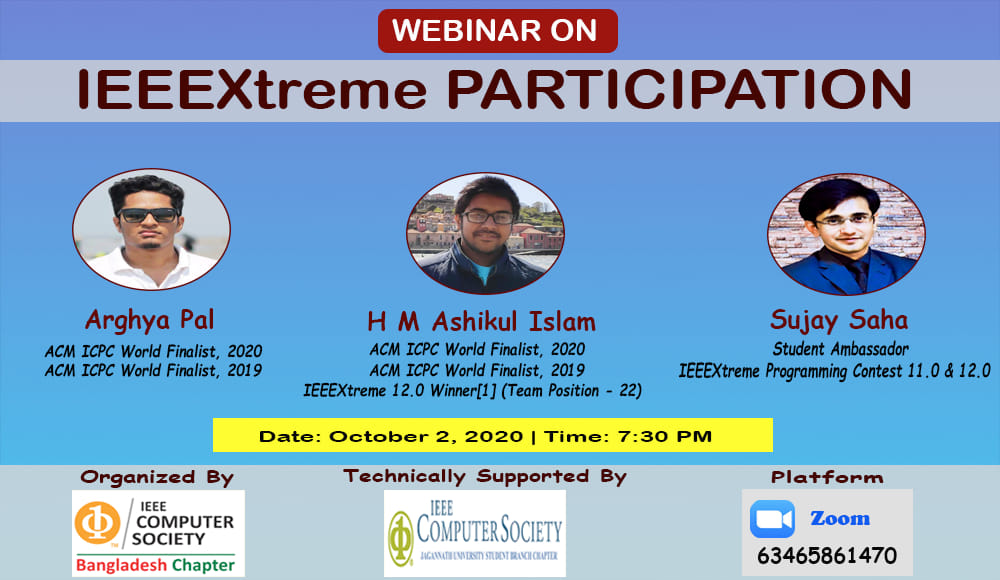 WEBINAR ON
IEEEXtreme PARTICIPATION
Arghya Pal
ACM ICPC World Finalist, 2020
ACM ICPC World Finalist, 2019
H M Ashikul Islam
ACM ICPC World Finalist, 2020
ACM ICPC World Finalist, 2019
IEEEXtreme 12.0 Winner[1] (Team Position - 22)
Sujay Saha
Student Ambassador
IEEEXtreme Programming Contest 11.0 & 12.0
Date: October 2, 2020 | Time: 7:30 PM
Organized By
IEEE
COMPUTER
SOCIETY
TM
Bangladesh Chapter
Technically Supported By
IEEE
COMPUTER SOCIETY
JAGANNATH UNIVERSITY STUDENT BRANCH CHAPTER
Platform
Zoom
63465861470